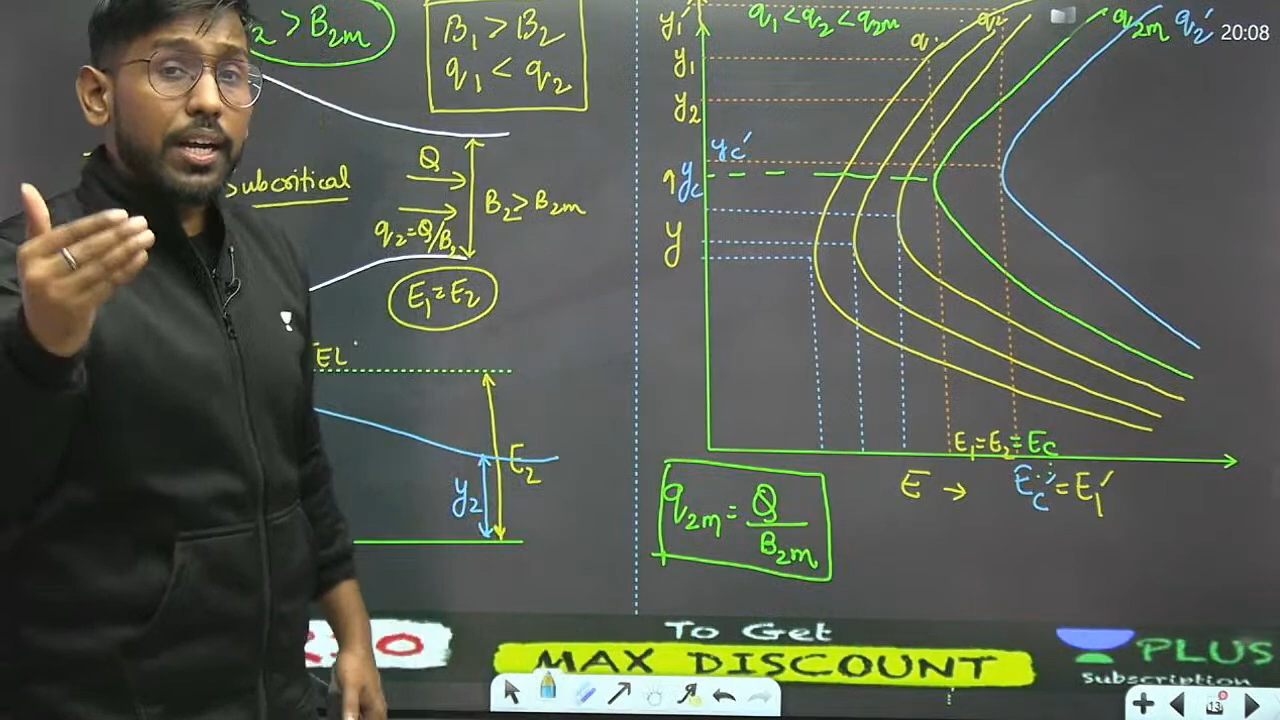 2 > B2m
B1 > B2
q1 < q2
Q
Subcritical
B2 ≥ B2m
q2 = Q/B2
E1 = E2
EL
E2
y2
y1' q1 < q2 < q2m q2 q2m q2' 20:08
y1
y2
yc'
yc
y
E1 = E2 = Ec
E → Ec' = E1'
q2m = Q/B2m
To Get
MAX DISCOUNT
PLUS
Subscription
13